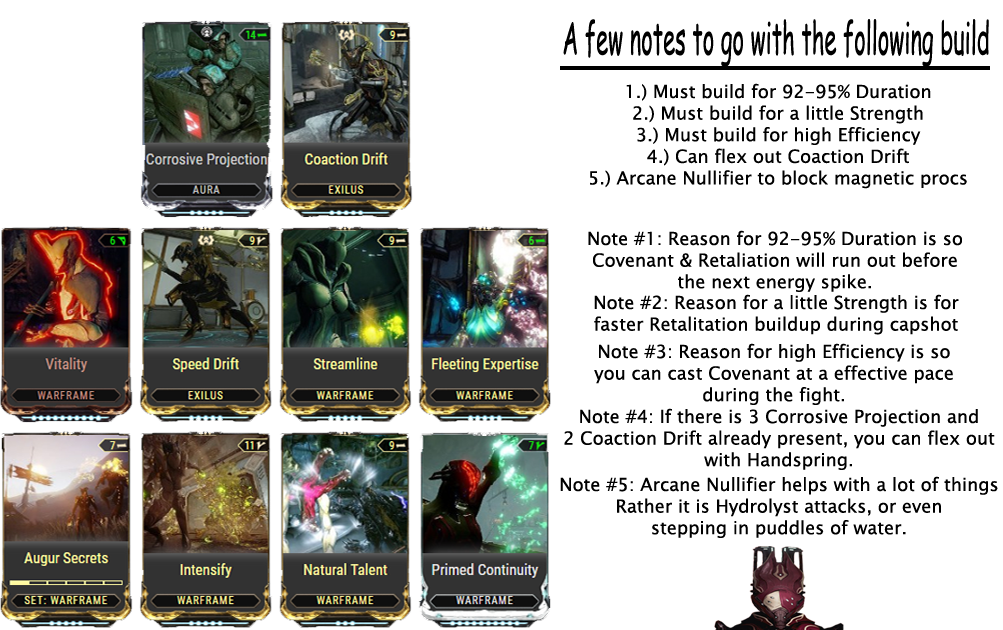 A few notes to go with the following build
14
9
Corrosive Projection
AURA
Coaction Drift
EXILUS
1.) Must build for 92-95% Duration
2.) Must build for a little Strength
3.) Must build for high Efficiency
4.) Can flex out Coaction Drift
5.) Arcane Nullifier to block magnetic procs
6
9
9
6
Vitality
WARFRAME
Speed Drift
EXILUS
Streamline
WARFRAME
Fleeting Expertise
WARFRAME
Note #1: Reason for 92-95% Duration is so
Covenant & Retaliation will run out before
the next energy spike.
Note #2: Reason for a little Strength is for
faster Retalitation buildup during capshot
Note #3: Reason for high Efficiency is so
you can cast Covenant at a effective pace
during the fight.
Note #4: If there is 3 Corrosive Projection and
2 Coaction Drift already present, you can flex out
with Handspring.
Note #5: Arcane Nullifier helps with a lot of things
Rather it is Hydrolyst attacks, or even
stepping in puddles of water.
7
11
9
7
Augur Secrets
SET: WARFRAME
Intensify
WARFRAME
Natural Talent
WARFRAME
Primed Continuity
WARFRAME